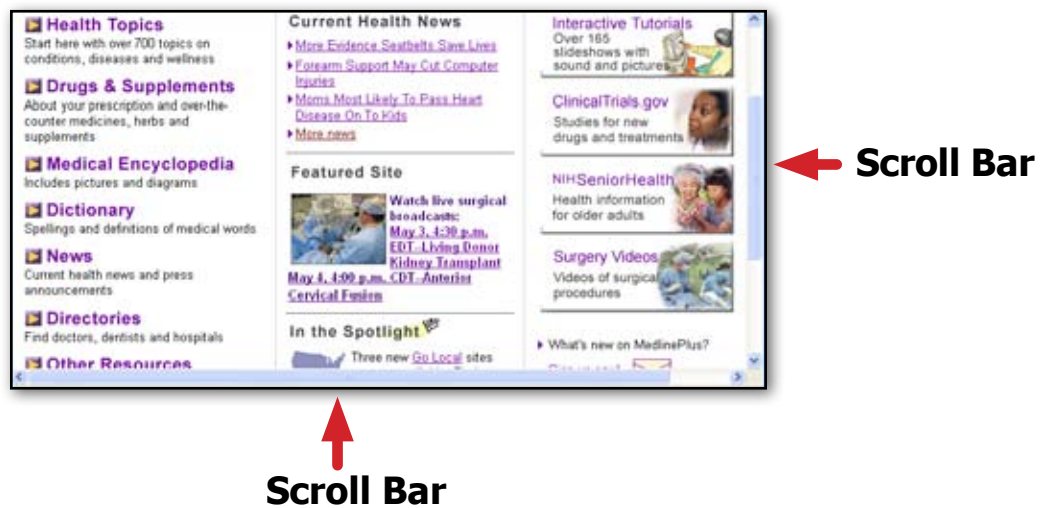 Health Topics
Start here with over 700 topics on
conditions, diseases and wellness
Drugs & Supplements
About your prescription and over-the-
counter medicines, herbs and
supplements
Medical Encyclopedia
Includes pictures and diagrams
Dictionary
Spellings and definitions of medical words
News
Current health news and press
announcements
Directories
Find doctors, dentists and hospitals
Other Resources
Current Health News
More Evidence Seatbelts Save Lives
Forearm Support May Cut Computer
Injuries
Moms Most Likely To Pass Heart
Disease On To Kids
More news
Featured Site
Watch live surgical
broadcasts:
May 3, 4:30 p.m.
EDT--Living Donor
Kidney Transplant
May 4, 4:00 p.m. CDT--Anterior
Cervical Fusion
In the Spotlight
Three new Go Local sites
Interactive Tutorials
Over 165
slideshows with
sound and pictures
ClinicalTrials.gov
Studies for new
drugs and treatments
NIHSeniorHealth
Health information
for older adults
Surgery Videos
Videos of surgical
procedures
What's new on MedlinePlus?
Scroll Bar
Scroll Bar